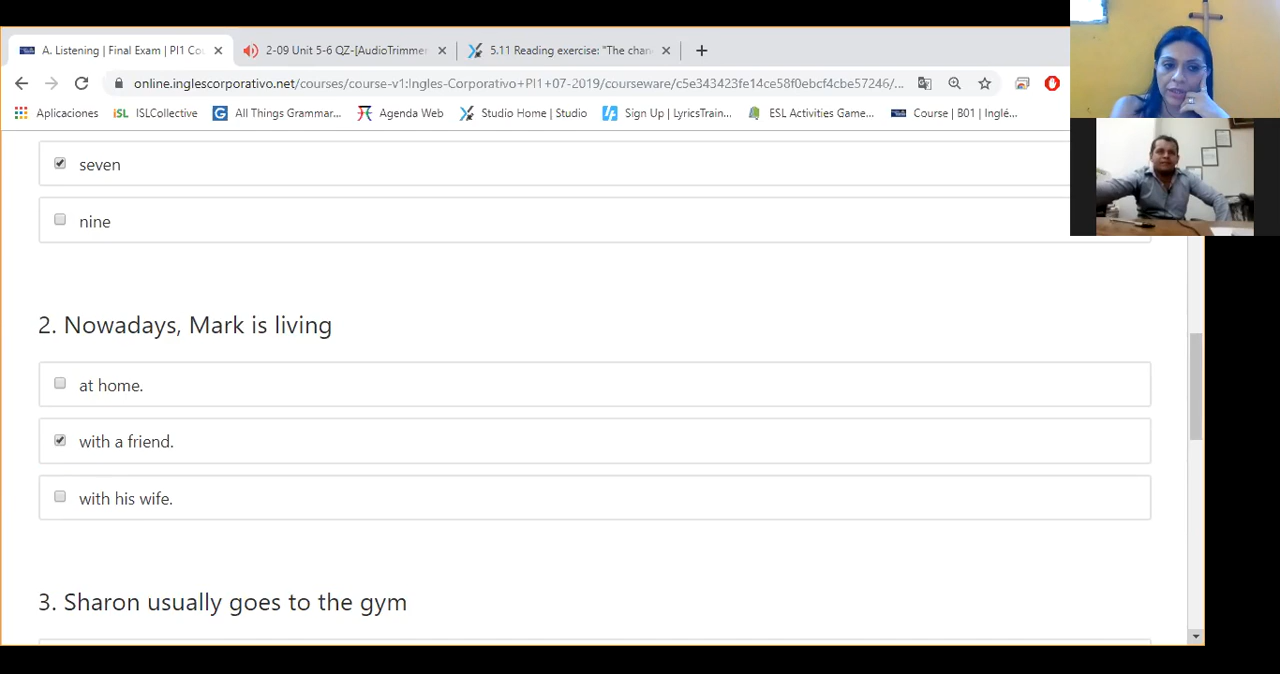 A. Listening | Final Exam | PI1 Co
2-09 Unit 5-6 QZ-[AudioTrimmer
5.11 Reading exercise: "The chan
online.inglescorporativo.net/courses/course-v1:Ingles-Corporativo+PI1+07-2019/courseware/c5e343423fe14ce58f0ebcf4cbe57246/...
Aplicaciones
iSL ISLCollective
G All Things Grammar...
Agenda Web
Studio Home | Studio
Sign Up | LyricsTrain...
ESL Activities Game...
Course | B01 | Inglé...
seven
nine
2. Nowadays, Mark is living
at home.
with a friend.
with his wife.
3. Sharon usually goes to the gym